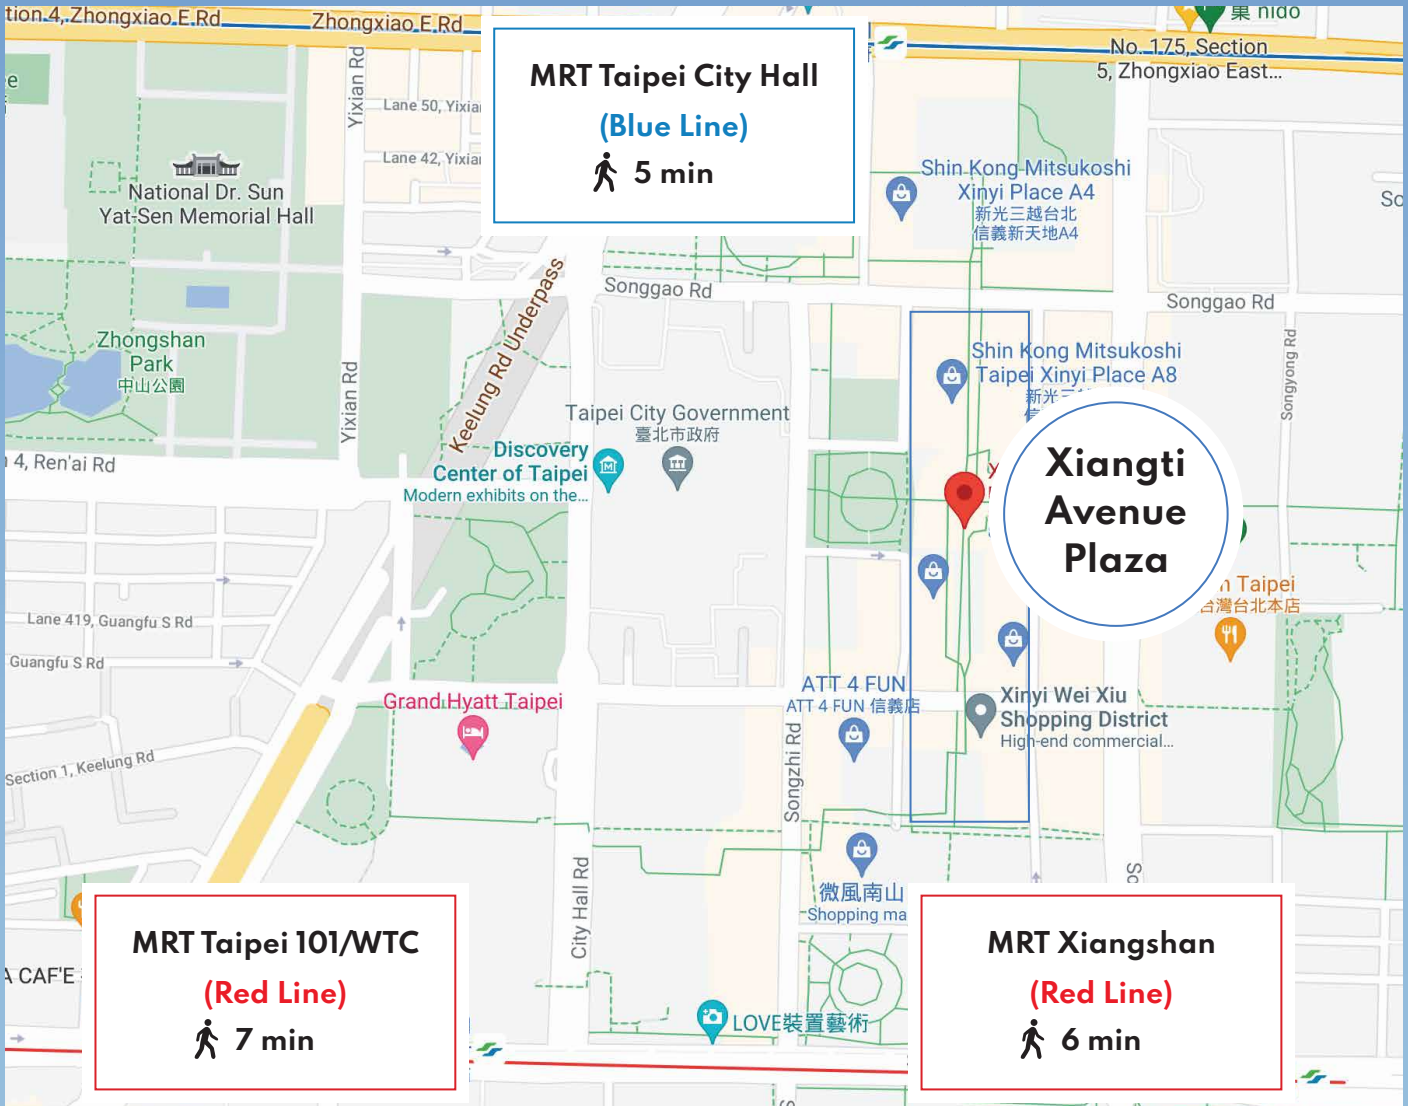 tion 4, Zhongxiao E Rd
Zhongxiao E Rd
巢 nido
No. 175, Section
5, Zhongxiao East...
Yixian Rd
MRT Taipei City Hall
(Blue Line)
5 min
Lane 50, Yixia
Lane 42, Yixia
National Dr. Sun
Yat-Sen Memorial Hall
Shin Kong Mitsukoshi
Xinyi Place A4
新光三越台北
信義新天地A4
So
Songgao Rd
Songgao Rd
Keelung Rd Underpass
Zhongshan
Park
中山公園
Yixian Rd
Songyong Rd
Shin Kong Mitsukoshi
Taipei Xinyi Place A8
新光三
信
Taipei City Government
臺北市政府
Discovery
Center of Taipei
Modern exhibits on the...
4, Ren'ai Rd
Xiangti
Avenue
Plaza
n Taipei
台灣台北本店
Lane 419, Guangfu S Rd
Guangfu S Rd
Grand Hyatt Taipei
ATT 4 FUN
ATT 4 FUN 信義店
Xinyi Wei Xiu
Shopping District
High-end commercial...
Section 1, Keelung Rd
Songzhi Rd
City Hall Rd
微風南山
Shopping ma
So
MRT Taipei 101/WTC
(Red Line)
7 min
MRT Xiangshan
(Red Line)
6 min
A CAF'E
LOVE裝置藝術
S